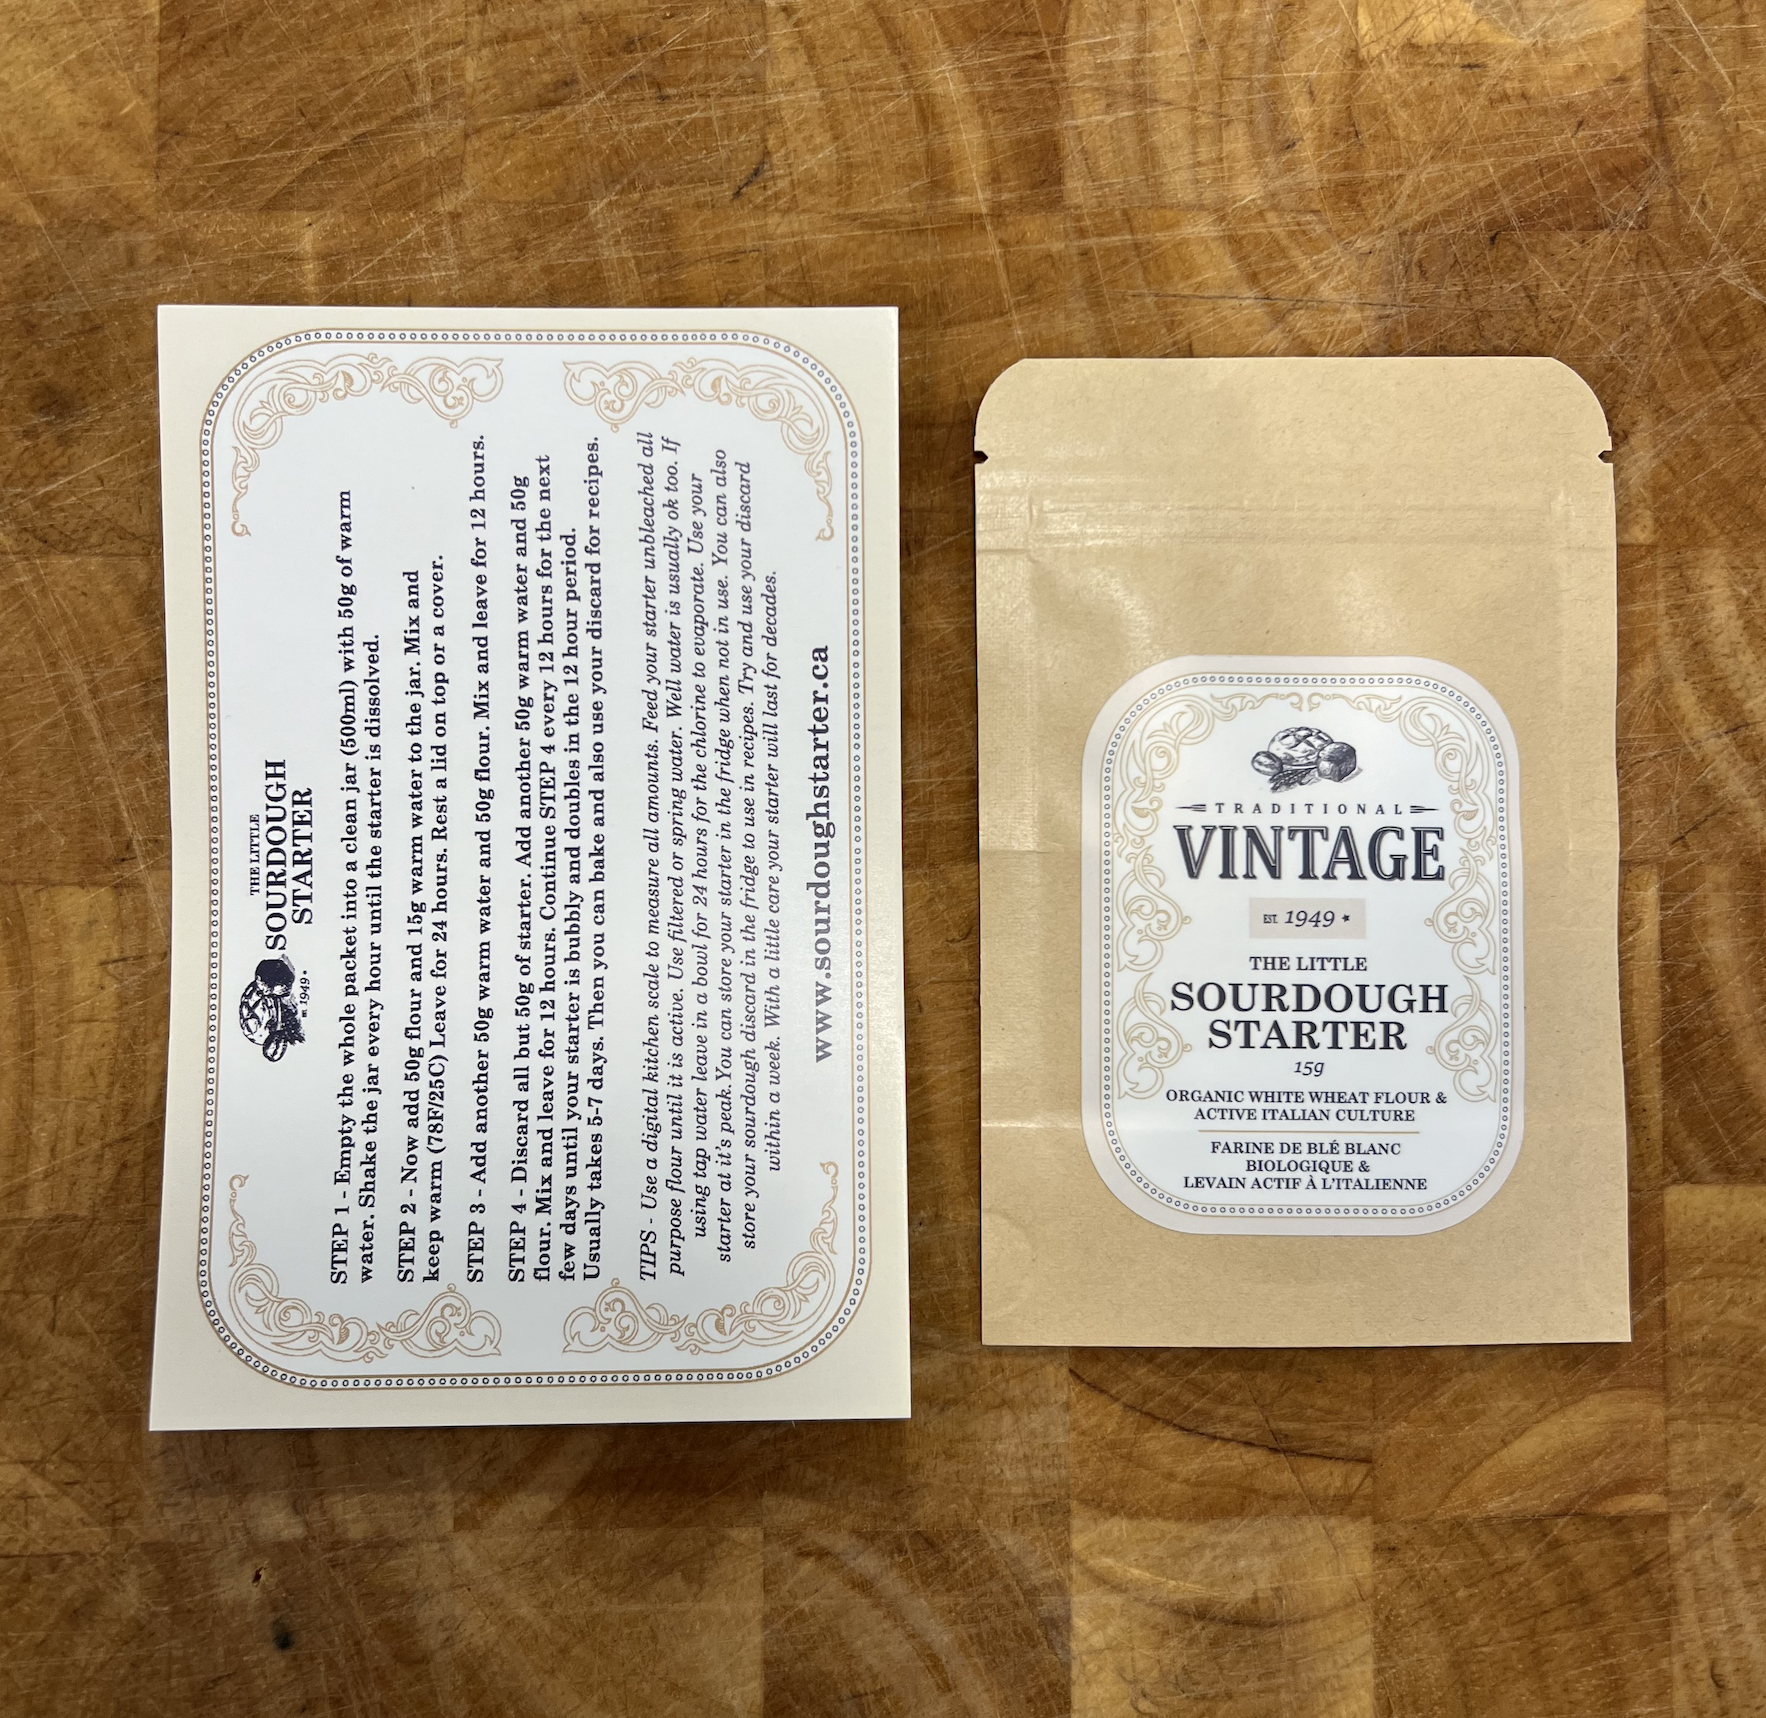 THE LITTLE
SOURDOUGH
STARTER
EST. 1949 ★
STEP 1 - Empty the whole packet into a clean jar (500ml) with 50g of warm
water. Shake the jar every hour until the starter is dissolved.
STEP 2 - Now add 50g flour and 15g warm water to the jar. Mix and
keep warm (78F/25C) Leave for 24 hours. Rest a lid on top or a cover.
STEP 3 - Add another 50g warm water and 50g flour. Mix and leave for 12 hours.
STEP 4 - Discard all but 50g of starter. Add another 50g warm water and 50g
flour. Mix and leave for 12 hours. Continue STEP 4 every 12 hours for the next
few days until your starter is bubbly and doubles in the 12 hour period.
Usually takes 5-7 days. Then you can bake and also use your discard for recipes.
TIPS - Use a digital kitchen scale to measure all amounts. Feed your starter unbleached all
purpose flour until it is active. Use filtered or spring water. Well water is usually ok too. If
using tap water leave in a bowl for 24 hours for the chlorine to evaporate. Use your
starter at it's peak. You can store your starter in the fridge when not in use. You can also
store your sourdough discard in the fridge to use in recipes. Try and use your discard
within a week. With a little care your starter will last for decades.
www.sourdoughstarter.ca
TRADITIONAL
VINTAGE
EST. 1949 ★
THE LITTLE
SOURDOUGH
STARTER
15g
ORGANIC WHITE WHEAT FLOUR &
ACTIVE ITALIAN CULTURE
FARINE DE BLÉ BLANC
BIOLOGIQUE &
LEVAIN ACTIF À L'ITALIENNE